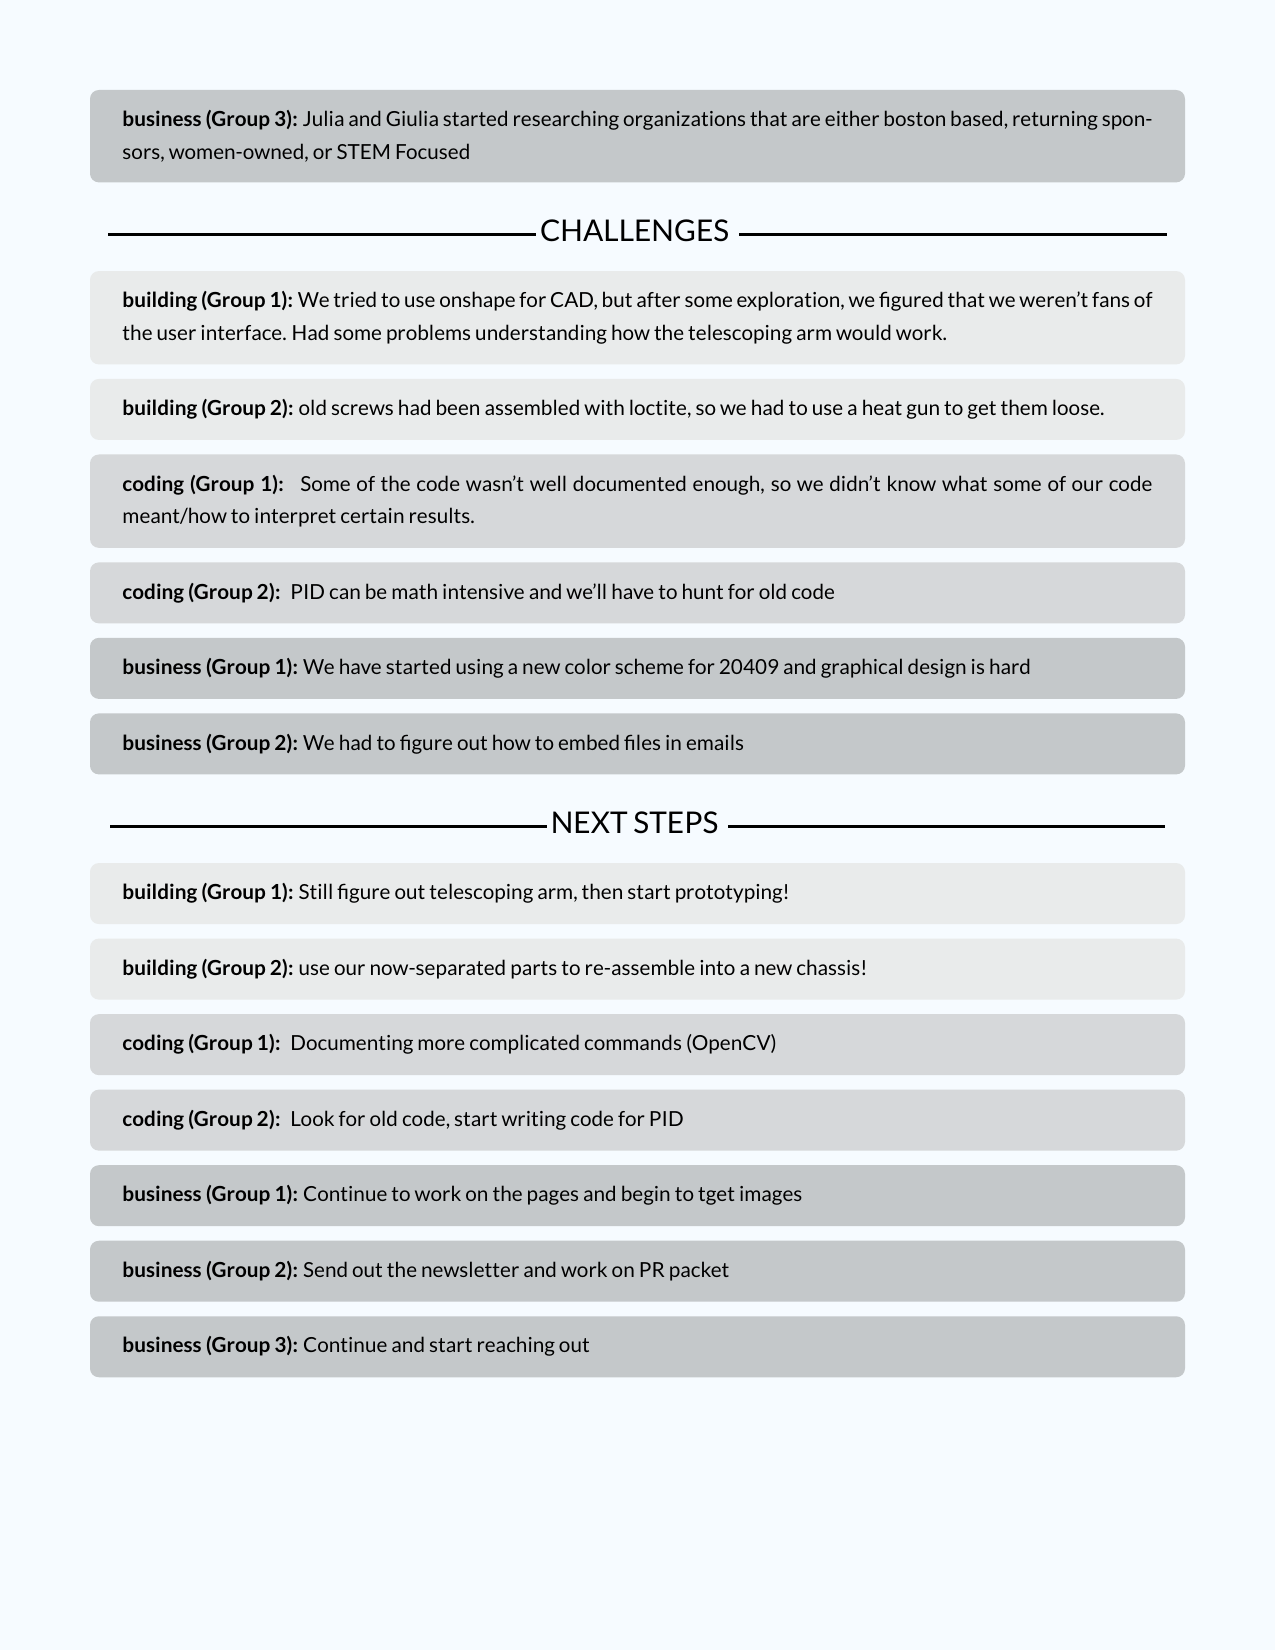 business (Group 3): Julia and Giulia started researching organizations that are either boston based, returning spon-
sors, women-owned, or STEM Focused
CHALLENGES
building (Group 1): We tried to use onshape for CAD, but after some exploration, we figured that we weren’t fans of
the user interface. Had some problems understanding how the telescoping arm would work.
building (Group 2): old screws had been assembled with loctite, so we had to use a heat gun to get them loose.
coding (Group 1): Some of the code wasn’t well documented enough, so we didn’t know what some of our code
meant/how to interpret certain results.
coding (Group 2): PID can be math intensive and we’ll have to hunt for old code
business (Group 1): We have started using a new color scheme for 20409 and graphical design is hard
business (Group 2): We had to figure out how to embed files in emails
NEXT STEPS
building (Group 1): Still figure out telescoping arm, then start prototyping!
building (Group 2): use our now-separated parts to re-assemble into a new chassis!
coding (Group 1): Documenting more complicated commands (OpenCV)
coding (Group 2): Look for old code, start writing code for PID
business (Group 1): Continue to work on the pages and begin to tget images
business (Group 2): Send out the newsletter and work on PR packet
business (Group 3): Continue and start reaching out